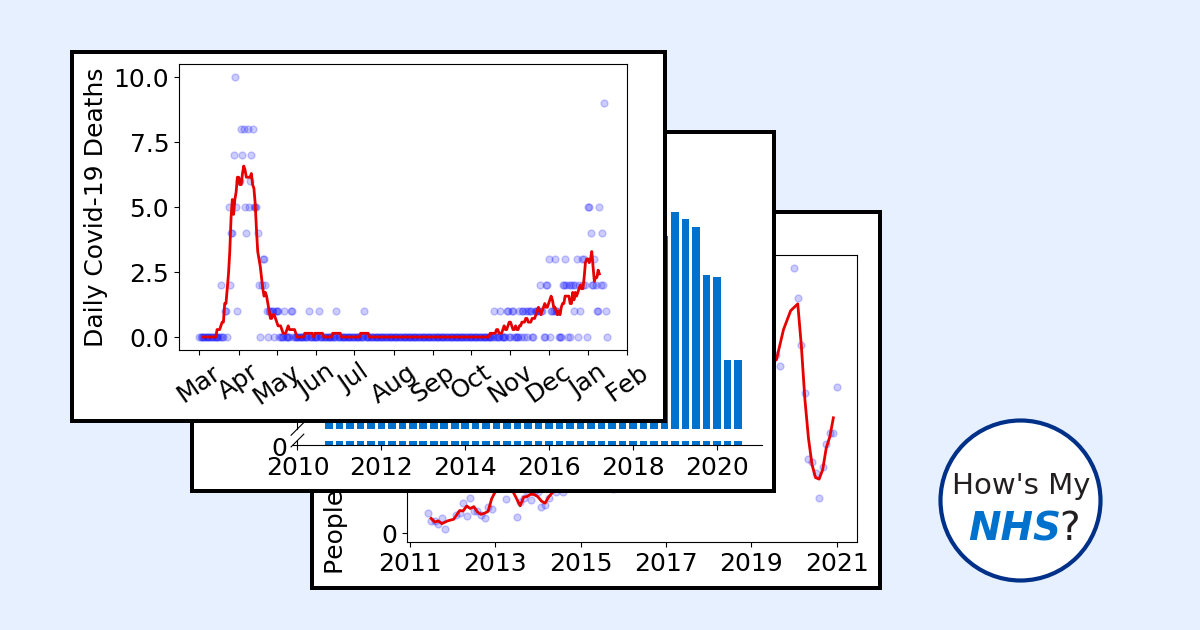 Daily Covid-19 Deaths
10.0
7.5
5.0
2.5
0.0
Mar Apr May Jun Jul Aug Sep Oct Nov Dec Jan Feb
0
2010 2012 2014 2016 2018 2020
People
0
2011 2013 2015 2017 2019 2021
How's My
NHS?